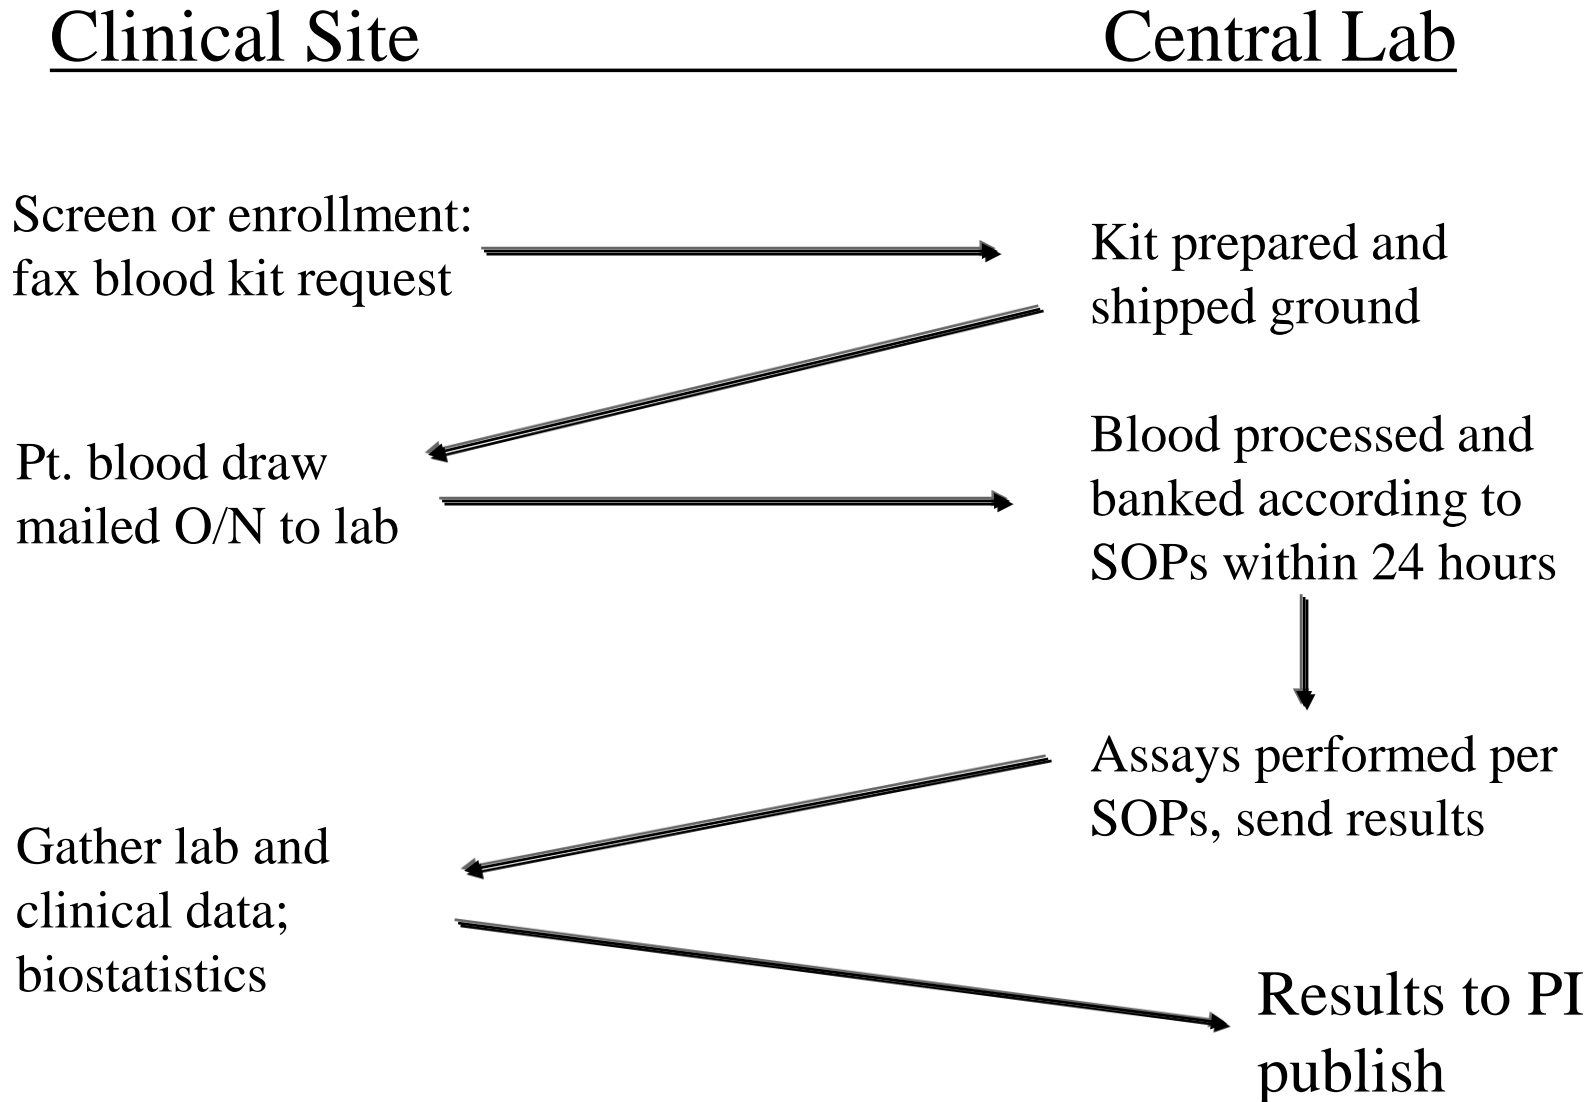 Clinical Site
Central Lab
Screen or enrollment:
fax blood kit request
Kit prepared and
shipped ground
Pt. blood draw
mailed O/N to lab
Blood processed and
banked according to
SOPs within 24 hours
Assays performed per
SOPs, send results
Gather lab and
clinical data;
biostatistics
Results to PI
publish